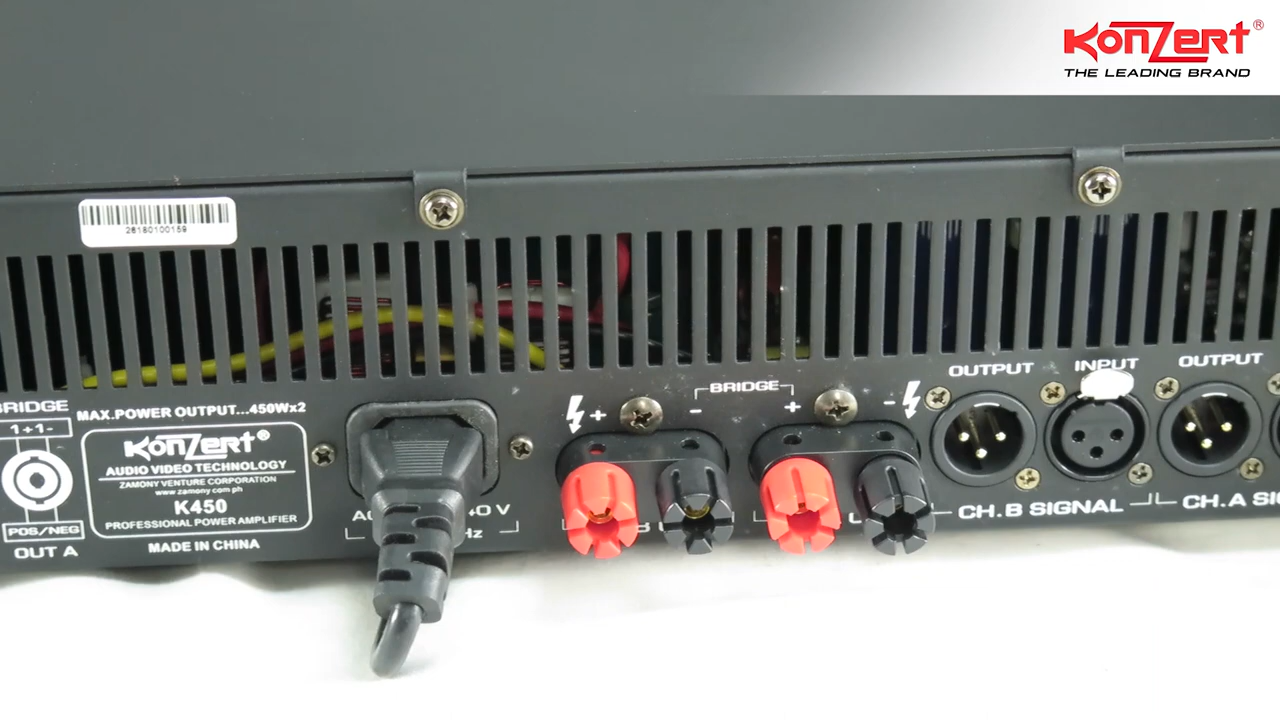 KonZert®
THE LEADING BRAND
26180100159
BRIDGE
1+1-
POS/NEG
OUT A
MAX.POWER OUTPUT...450Wx2
KonZert®
AUDIO VIDEO TECHNOLOGY
ZAMONY VENTURE CORPORATION
www.zamony.com.ph
K450
PROFESSIONAL POWER AMPLIFIER
MADE IN CHINA
+ - BRIDGE + -
OUTPUT INPUT OUTPUT
CH.B SIGNAL